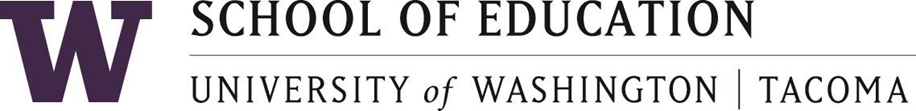 W
SCHOOL OF EDUCATION
UNIVERSITY of WASHINGTON | TACOMA